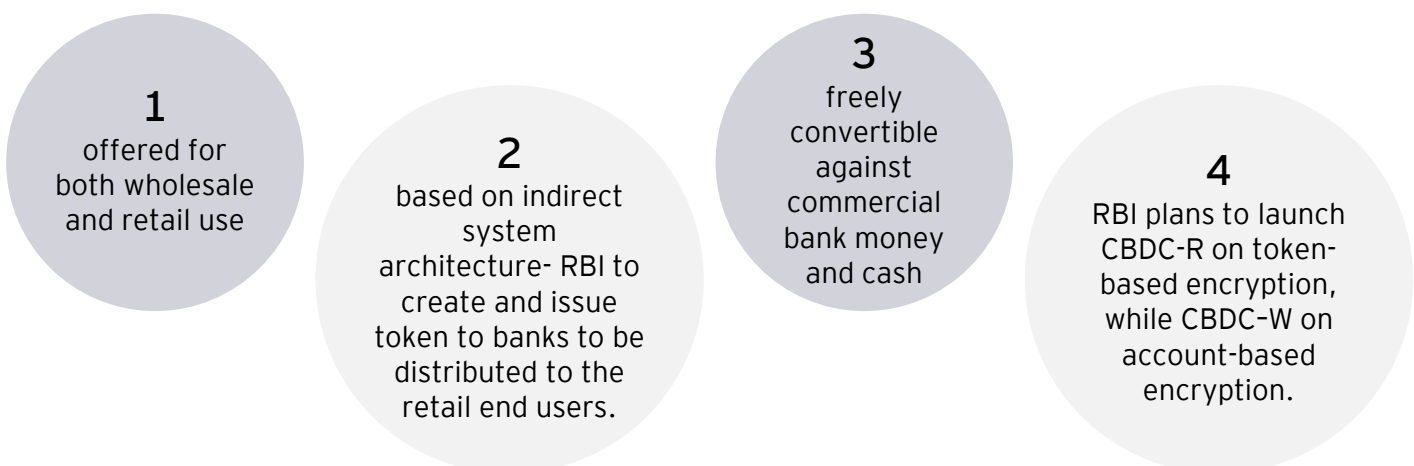 1
offered for
both wholesale
and retail use
2
based on indirect
system
architecture- RBI to
create and issue
token to banks to be
distributed to the
retail end users.
3
freely
convertible
against
commercial
bank money
and cash
4
RBI plans to launch
CBDC-R on token-
based encryption,
while CBDC–W on
account-based
encryption.